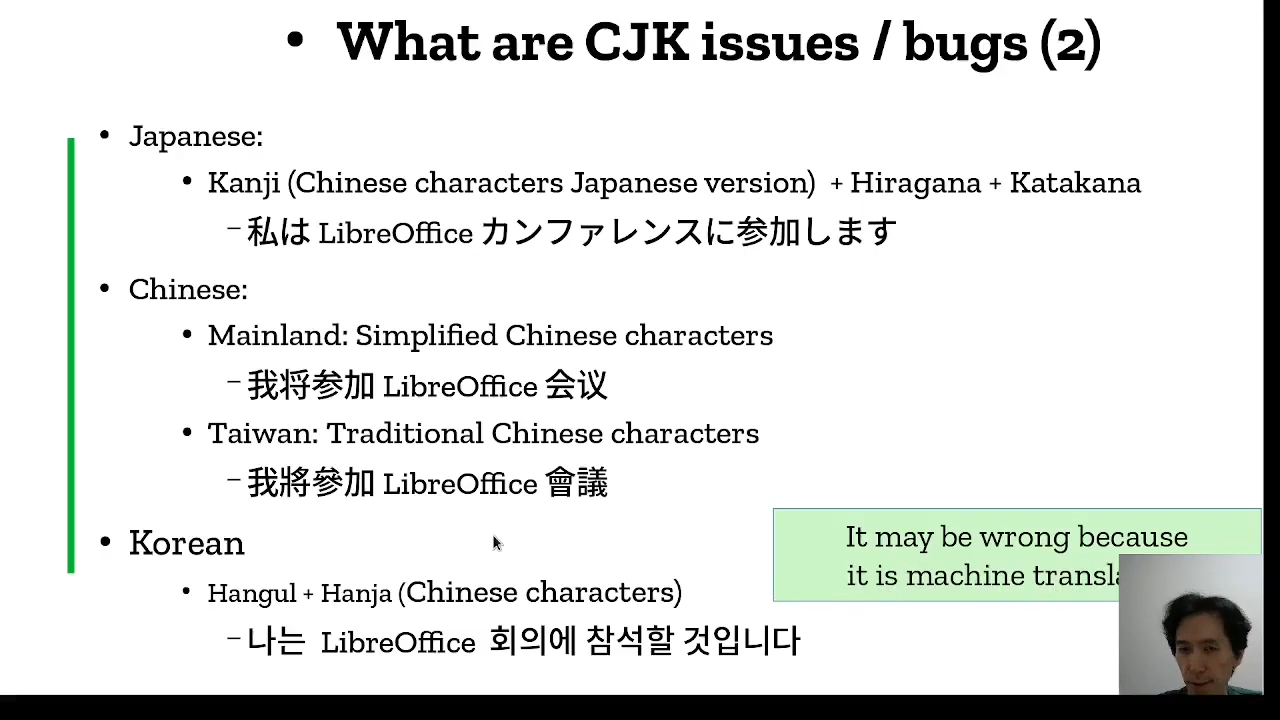 • What are CJK issues / bugs (2)
• Japanese:
• Kanji (Chinese characters Japanese version) + Hiragana + Katakana
– 私は LibreOffice カンファレンスに参加します
• Chinese:
• Mainland: Simplified Chinese characters
– 我将参加 LibreOffice 会议
• Taiwan: Traditional Chinese characters
– 我將參加 LibreOffice 會議
• Korean
• Hangul + Hanja (Chinese characters)
– 나는 LibreOffice 회의에 참석할 것입니다
It may be wrong because
it is machine